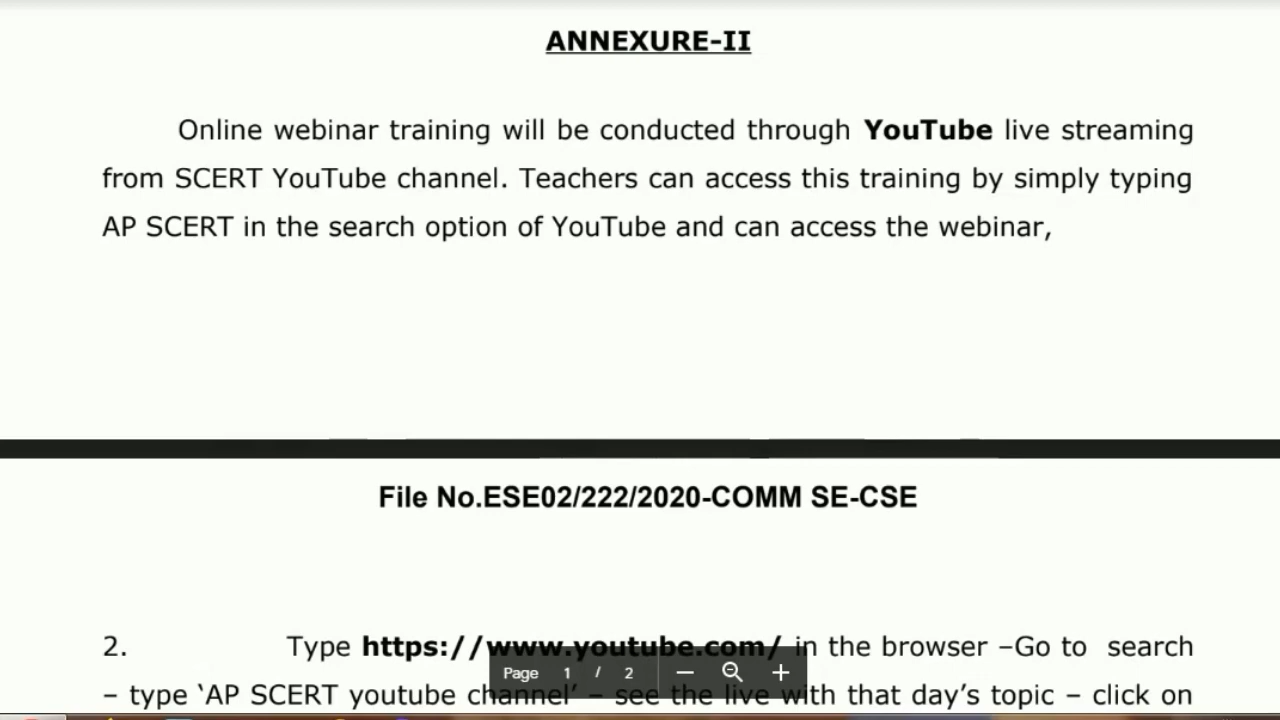 ANNEXURE-II
Online webinar training will be conducted through YouTube live streaming
from SCERT YouTube channel. Teachers can access this training by simply typing
AP SCERT in the search option of YouTube and can access the webinar,
File No.ESE02/222/2020-COMM SE-CSE
2. Type https://www.youtube.com/ in the browser –Go to search
– type ‘AP SCERT youtube channel’ – see the live with that day’s topic – click on
Page 1 / 2